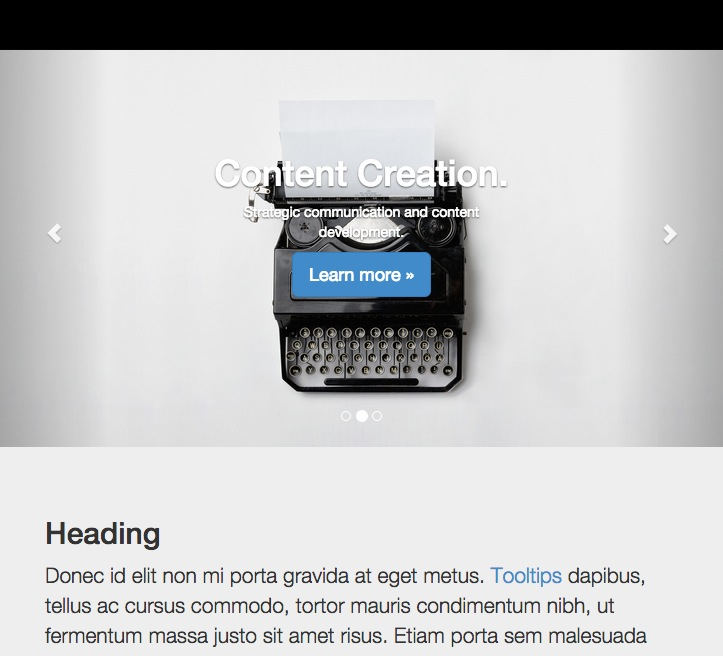 Content Creation.
Strategic communication and content
development.
Learn more »
Heading
Donec id elit non mi porta gravida at eget metus. Tooltips dapibus,
tellus ac cursus commodo, tortor mauris condimentum nibh, ut
fermentum massa justo sit amet risus. Etiam porta sem malesuada